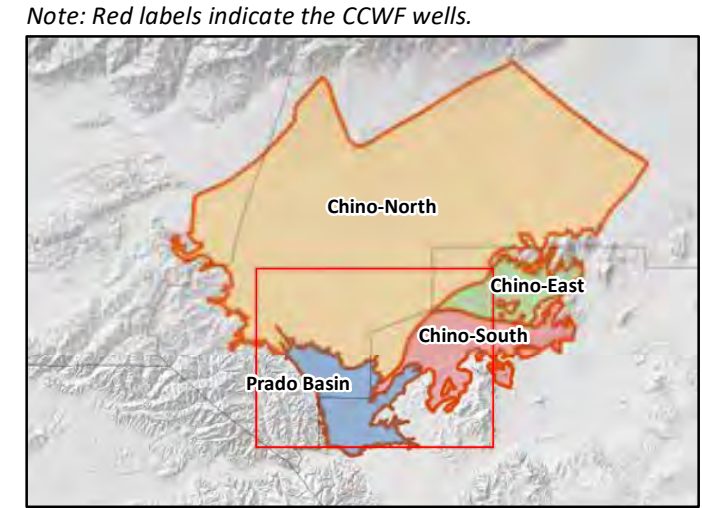 Note: Red labels indicate the CCWF wells.
Chino-North
Chino-East
Chino-South
Prado Basin